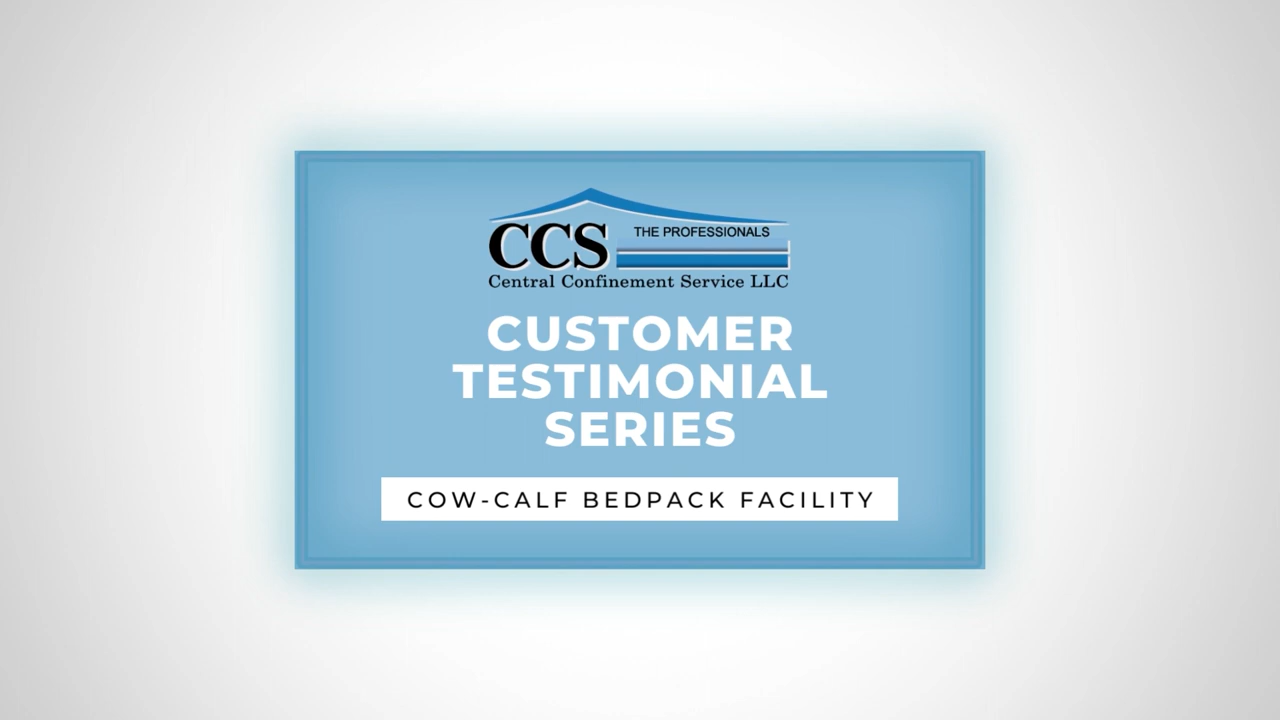 CCS THE PROFESSIONALS
Central Confinement Service LLC
CUSTOMER
TESTIMONIAL
SERIES
COW-CALF BEDPACK FACILITY